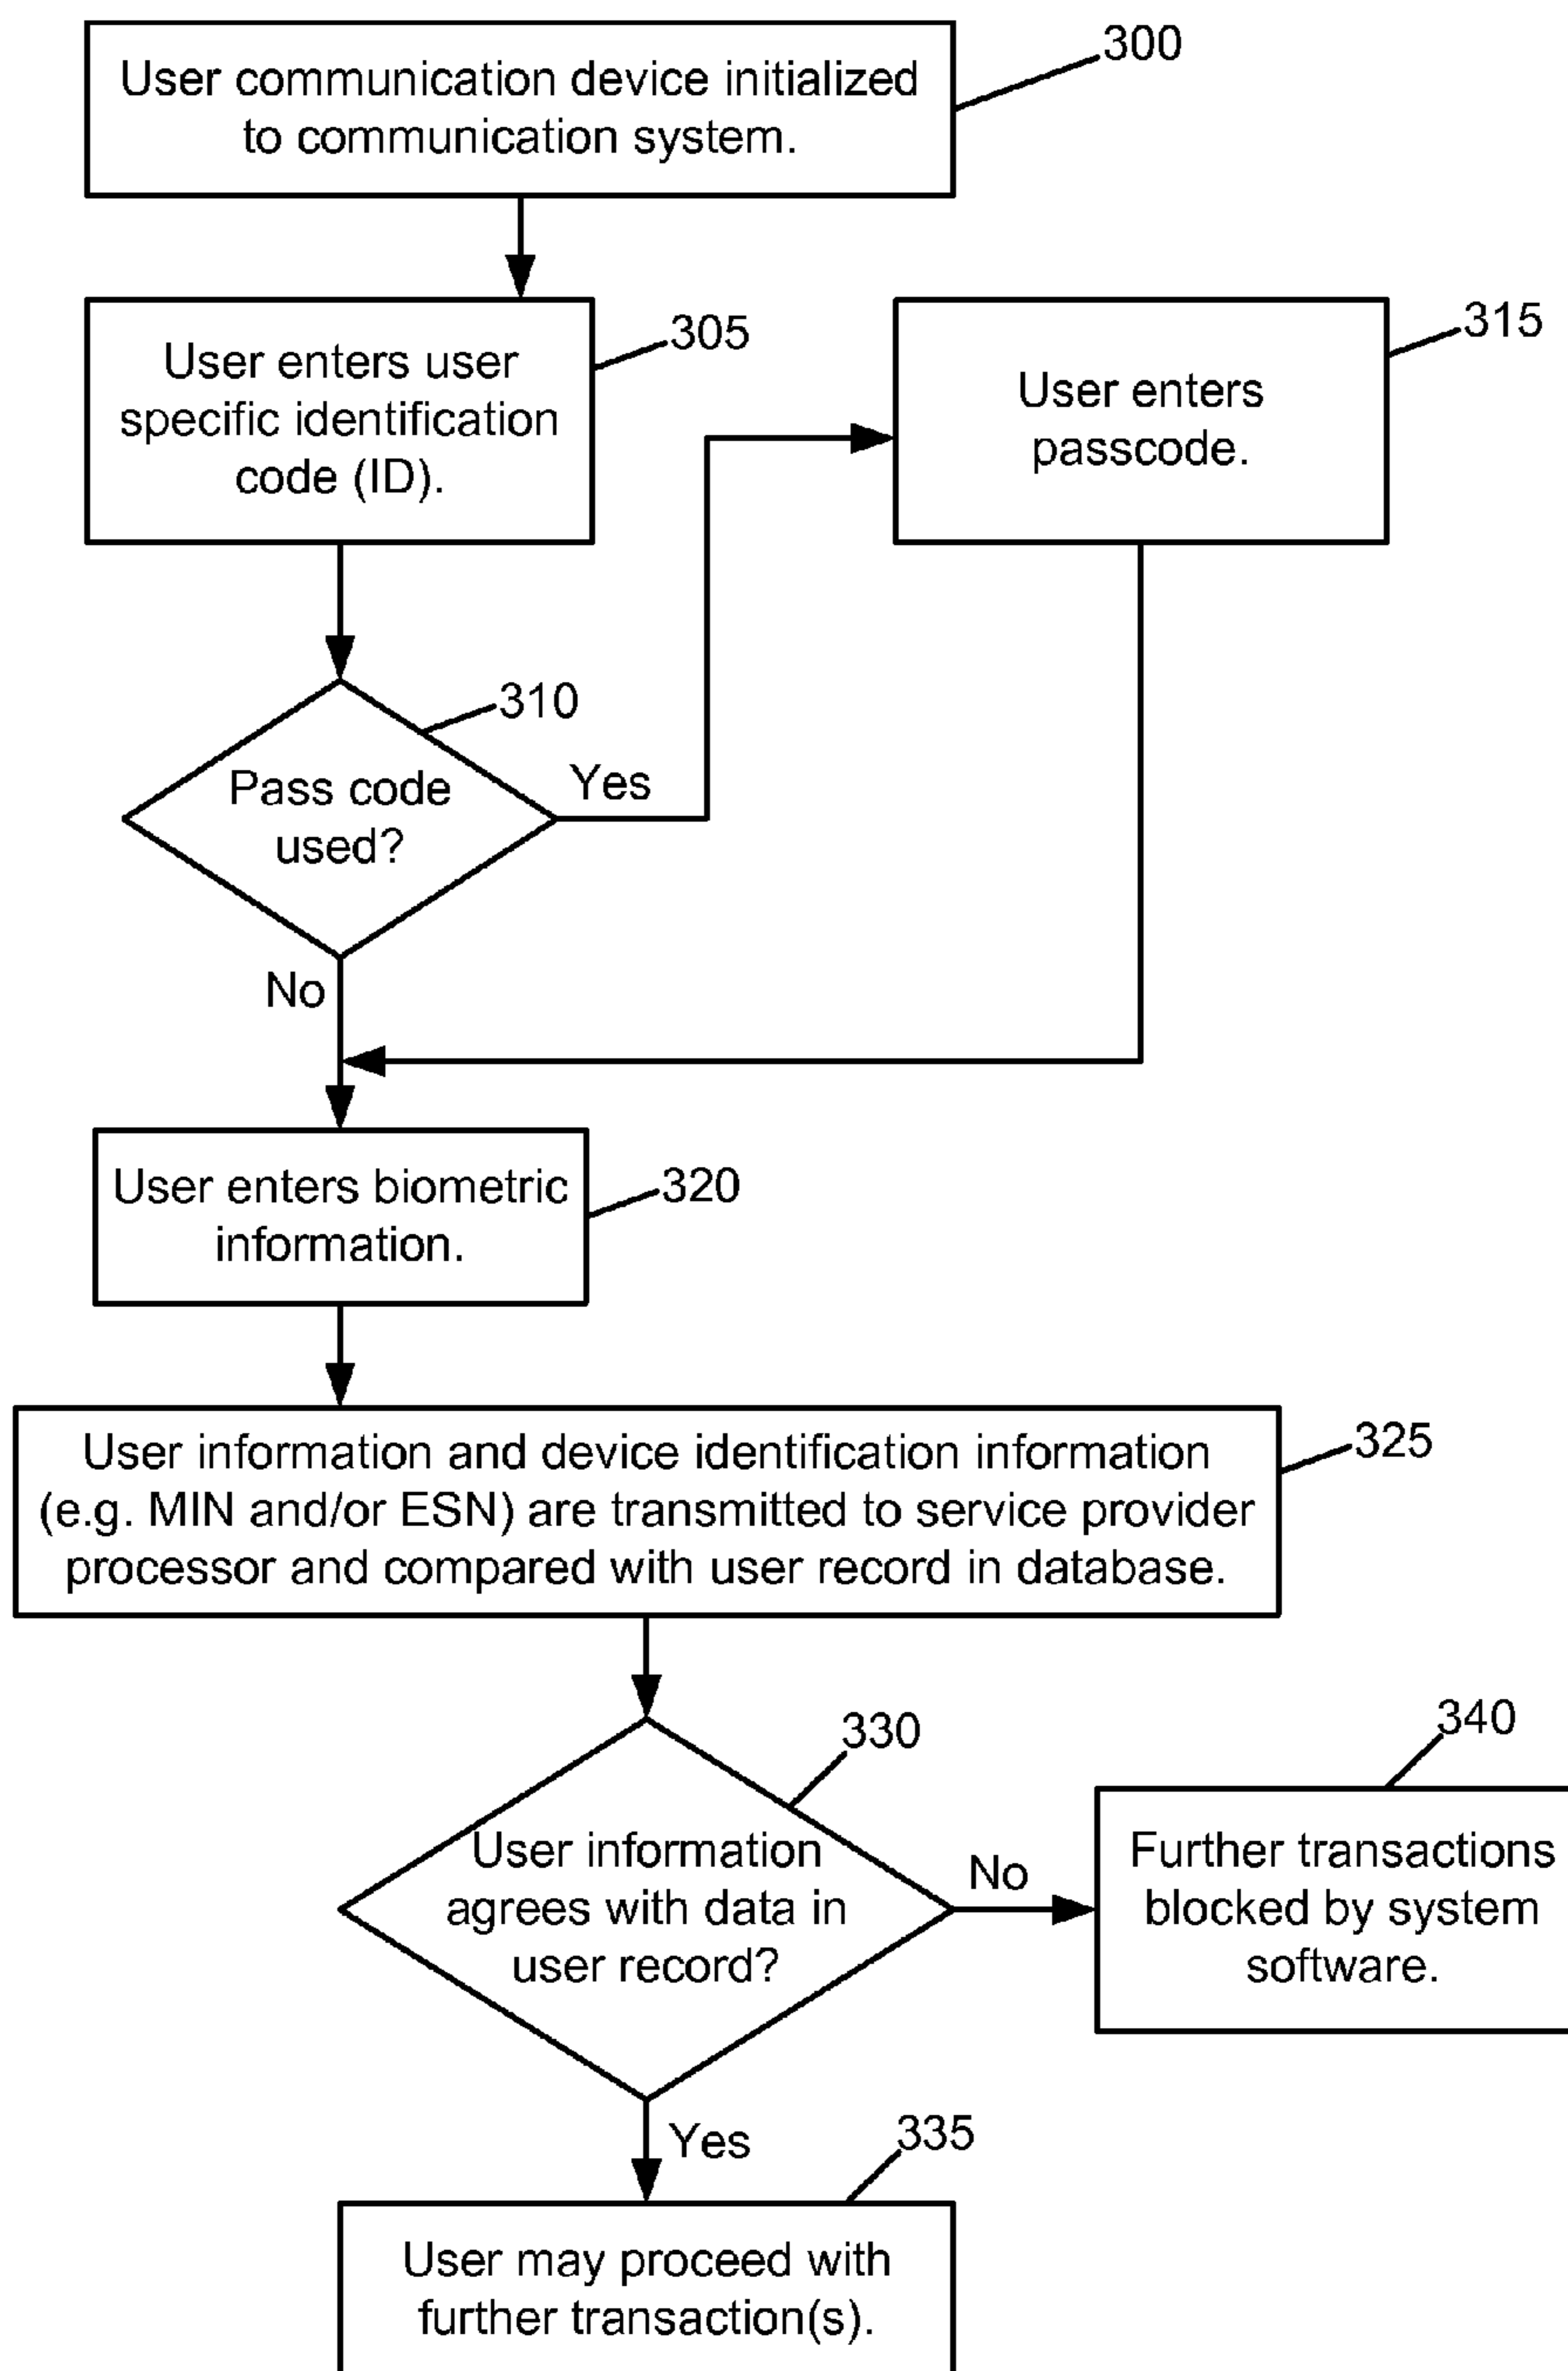 300
User communication device initialized
to communication system.
305
User enters user
specific identification
code (ID).
315
User enters
passcode.
310
Pass code
used?
Yes
No
320
User enters biometric
information.
325
User information and device identification information
(e.g. MIN and/or ESN) are transmitted to service provider
processor and compared with user record in database.
330
User information
agrees with data in
user record?
No
340
Further transactions
blocked by system
software.
Yes
335
User may proceed with
further transaction(s).